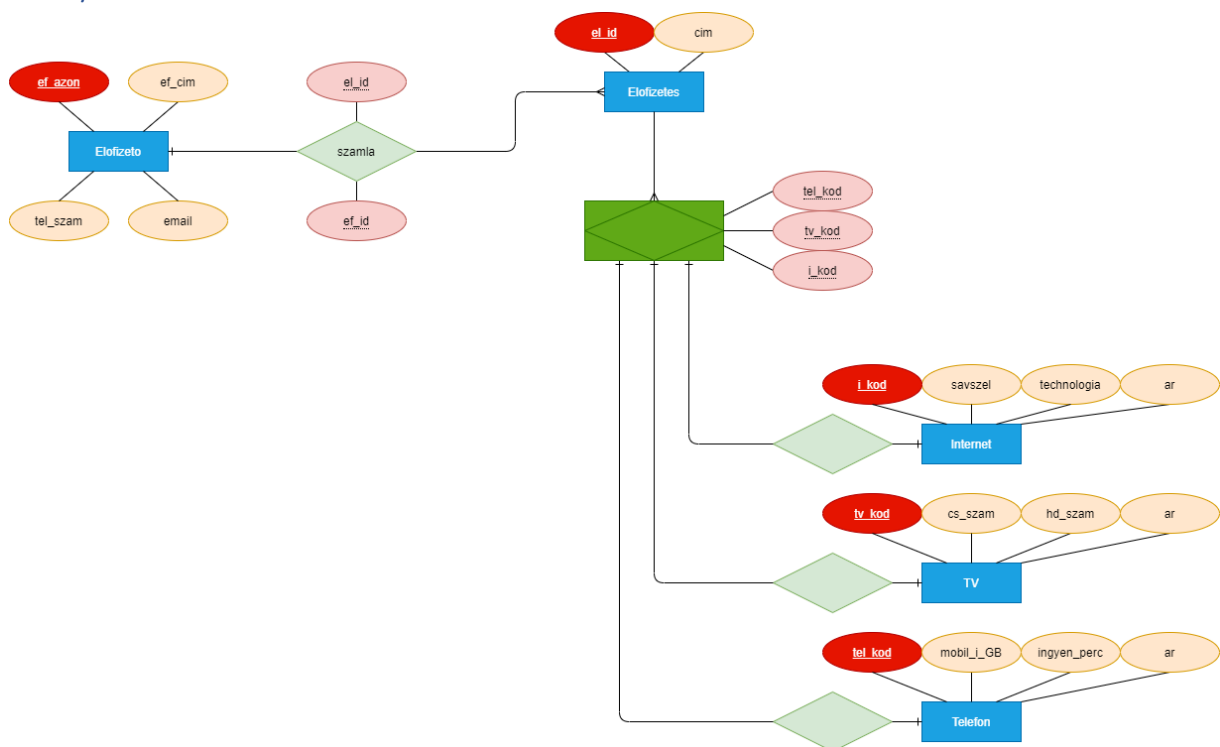 el_id
cim
ef_azon
ef_cim
el_id
Elofizetes
Elofizeto
szamla
tel_szam
email
ef_id
tel_kod
tv_kod
i_kod
i_kod
savszel
technologia
ar
Internet
tv_kod
cs_szam
hd_szam
ar
TV
tel_kod
mobil_i_GB
ingyen_perc
ar
Telefon